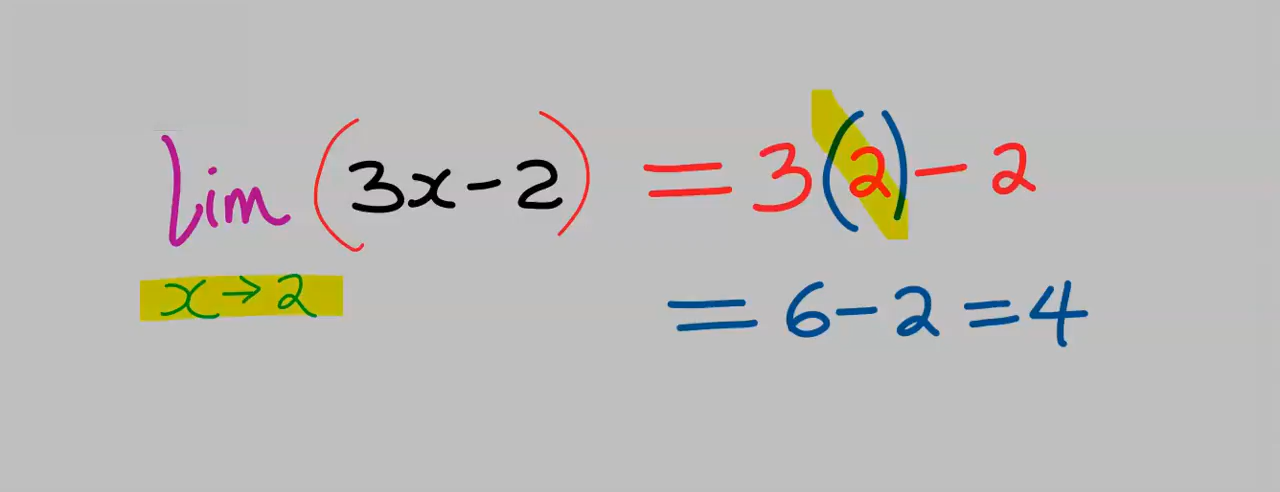 lim (3x-2) = 3(2)-2
x→2
= 6-2=4